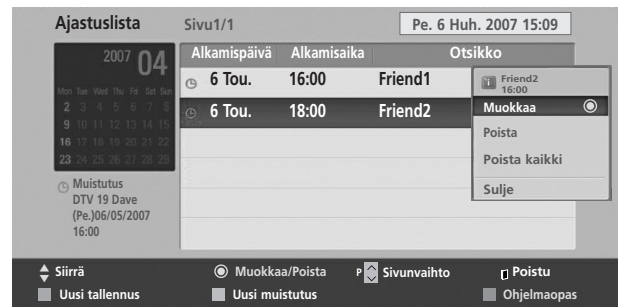 Ajastuslista Sivu1/1 Pe. 6 Huh. 2007 15:09
2007 04
Mon Tue Wed Thu Fri Sat Sun
2 3 4 5 6 7 8
9 10 11 12 13 14 15
16 17 18 19 20 21 22
23 24 25 26 27 28 29
Muistutus
DTV 19 Dave
(Pe.)06/05/2007
16:00
Alkamispäivä Alkamisaika Otsikko
6 Tou. 16:00 Friend1
6 Tou. 18:00 Friend2
Friend2
16:00
Muokkaa
Poista
Poista kaikki
Sulje
Siirrä Muokkaa/Poista P Sivunvaihto Poistu
Uusi tallennus Uusi muistutus Ohjelmaopas